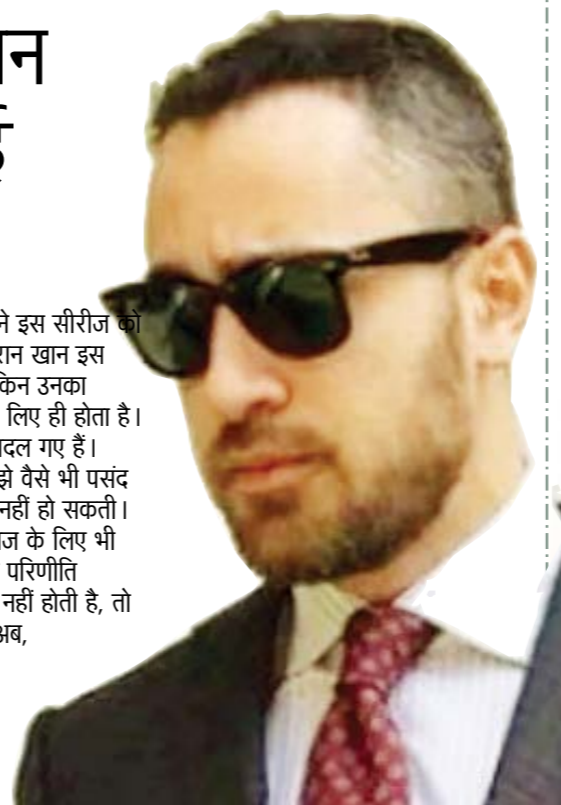 ने इस सीरीज को
रान खान इस
किन उनका
लिए ही होता है।
दल गए हैं।
झे वैसे भी पसंद
नहीं हो सकती।
ज के लिए भी
परिणीति
नहीं होती है, तो
अब,